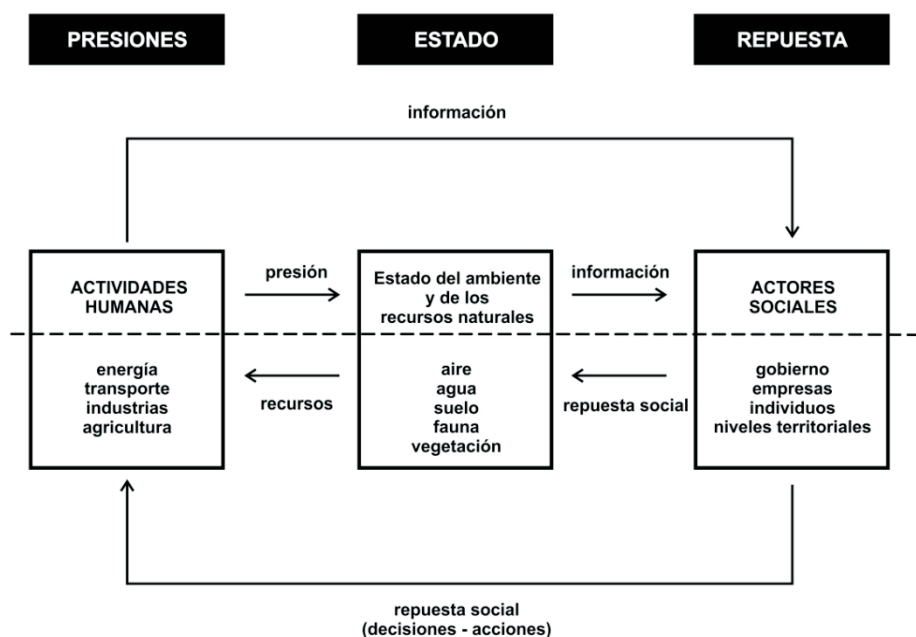 PRESIONES
ESTADO
REPUESTA
información
ACTIVIDADES
HUMANAS
energía
transporte
industrias
agricultura
presión
recursos
Estado del ambiente
y de los
recursos naturales
aire
agua
suelo
fauna
vegetación
información
repuesta social
ACTORES
SOCIALES
gobierno
empresas
individuos
niveles territoriales
repuesta social
(decisiones - acciones)